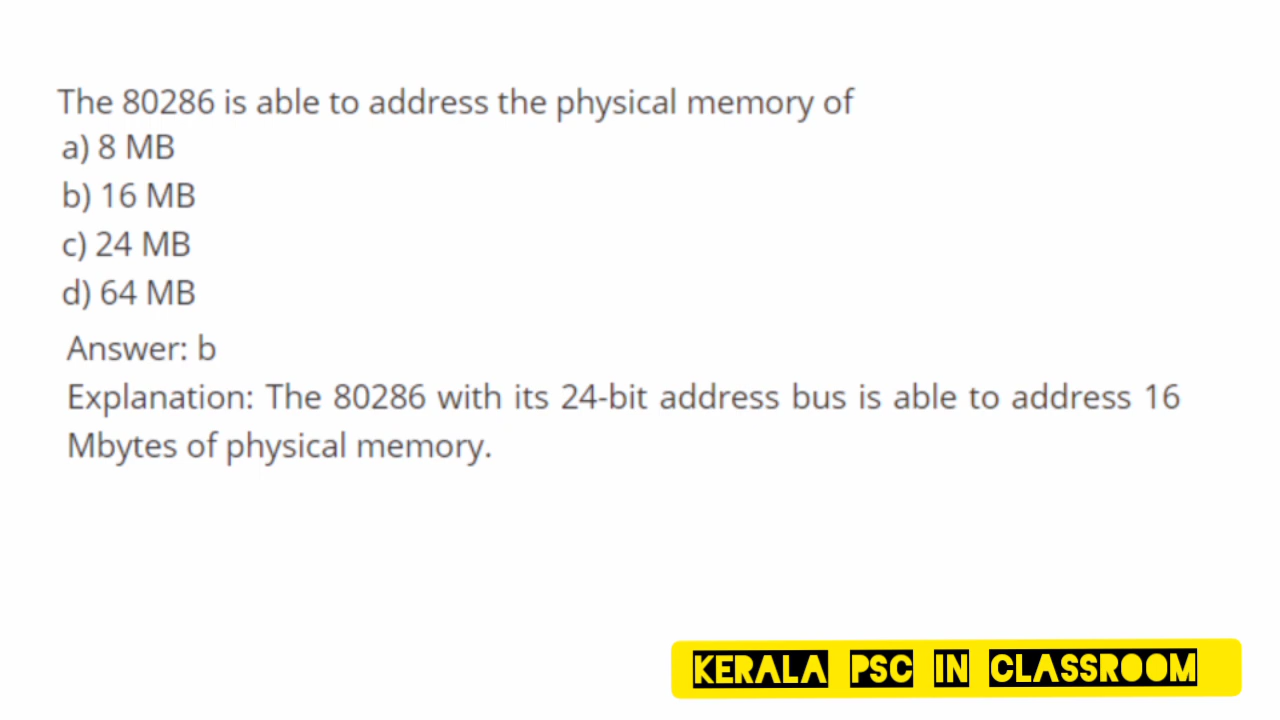 The 80286 is able to address the physical memory of
a) 8 MB
b) 16 MB
c) 24 MB
d) 64 MB
Answer: b
Explanation: The 80286 with its 24-bit address bus is able to address 16
Mbytes of physical memory.
KERALA PSC IN CLASSROOM